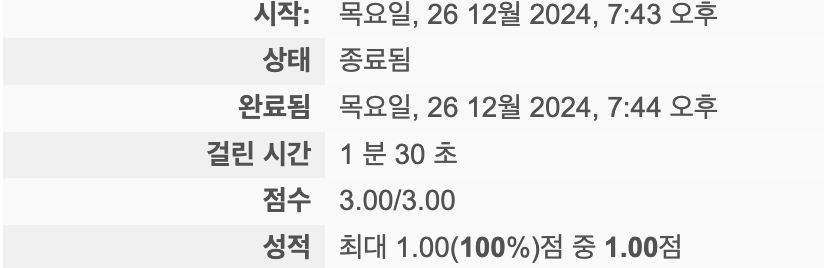 시작: 목요일, 26 12월 2024, 7:43 오후
상태 종료됨
완료됨 목요일, 26 12월 2024, 7:44 오후
걸린 시간 1 분 30 초
점수 3.00/3.00
성적 최대 1.00(100%)점 중 1.00점